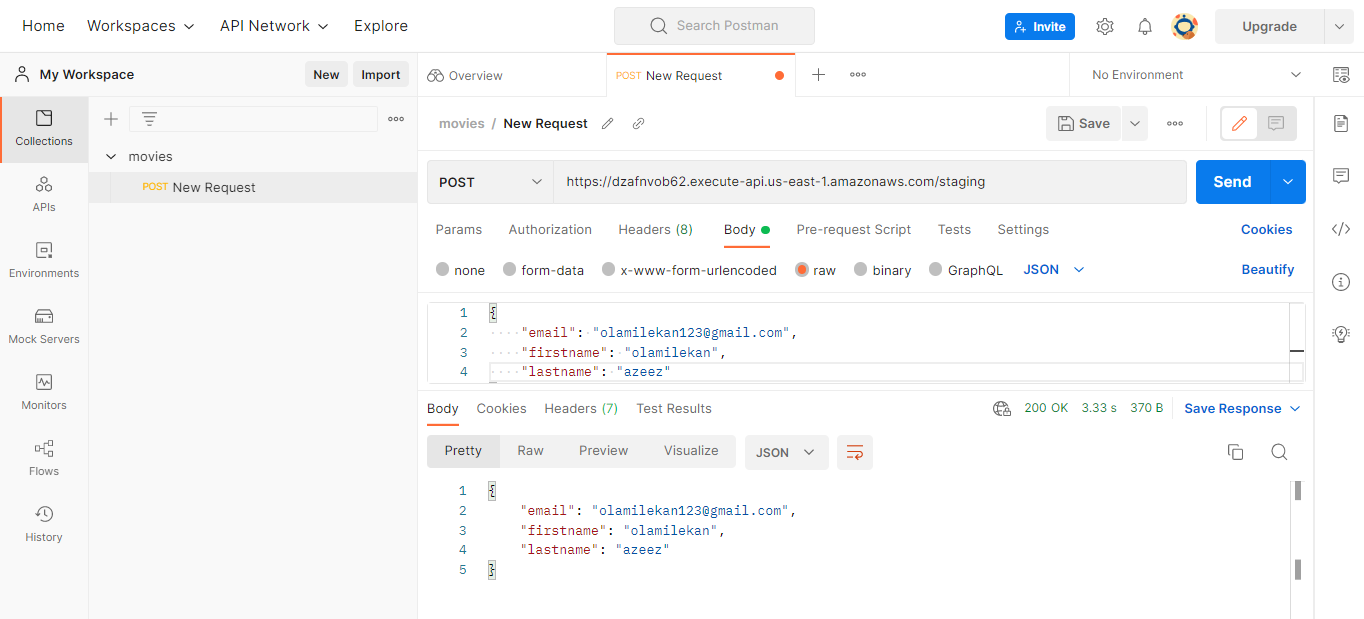 Home Workspaces API Network Explore Search Postman Invite Upgrade
My Workspace New Import Overview POST New Request No Environment
Collections
APIs
Environments
Mock Servers
Monitors
Flows
History
movies
POST New Request
movies / New Request Save
POST https://dzafnvob62.execute-api.us-east-1.amazonaws.com/staging Send
Params Authorization Headers (8) Body Pre-request Script Tests Settings Cookies
none form-data x-www-form-urlencoded raw binary GraphQL JSON Beautify
1 {
2 ····"email":·"olamilekan123@gmail.com",
3 ····"firstname":·"olamilekan",
4 ····"lastname":·"azeez"
Body Cookies Headers (7) Test Results 200 OK 3.33 s 370 B Save Response
Pretty Raw Preview Visualize JSON
1 {
2 "email": "olamilekan123@gmail.com",
3 "firstname": "olamilekan",
4 "lastname": "azeez"
5 }